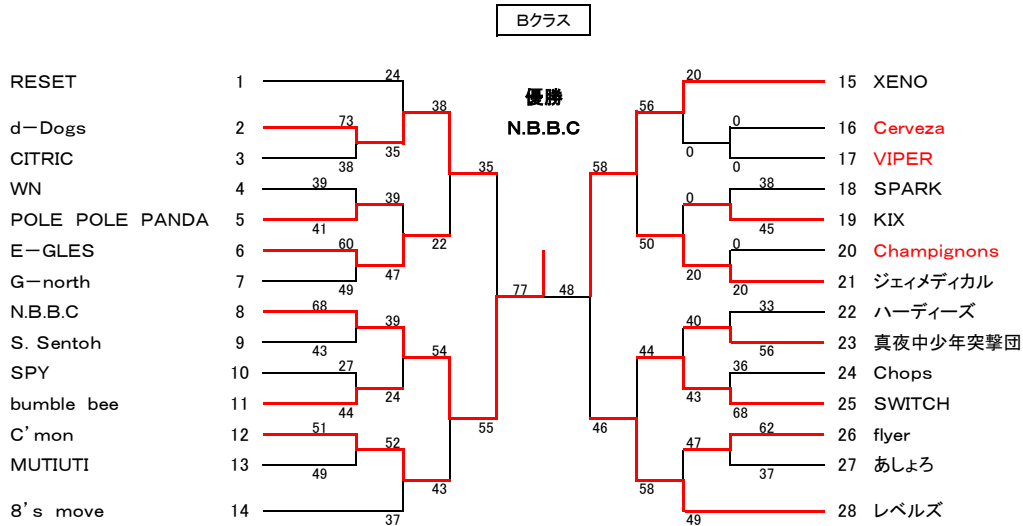 Bクラス
RESET 1 24 20 15 XENO
38 優勝 56
d-Dogs 2 73 N.B.B.C 0 16 Cerveza
CITRIC 3 38 35 0 0 17 VIPER
35 58
WN 4 39 38 18 SPARK
39 0
POLE POLE PANDA 5 41 45 19 KIX
22 50
E-GLES 6 60 0 20 Champignons
47 20
G-north 7 49 20 21 ジェイメディカル
77 48
N.B.B.C 8 68 33 22 ハーディーズ
39 40
S. Sentoh 9 43 56 23 真夜中少年突撃団
54 44
SPY 10 27 36 24 Chops
24 43
bumble bee 11 44 68 25 SWITCH
55 46
C'mon 12 51 62 26 flyer
52 47
MUTIUTI 13 49 37 27 あしょろ
43 58
8's move 14 37 49 28 レベルズ